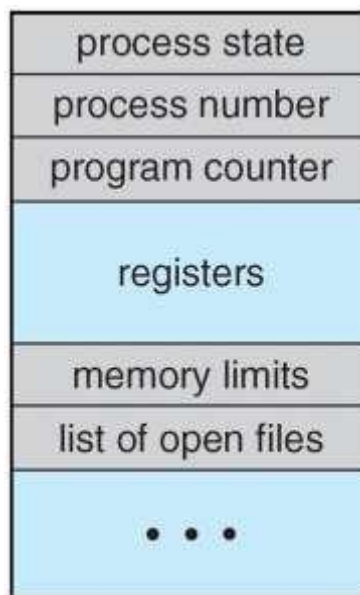 process state
process number
program counter
registers
memory limits
list of open files
• • •